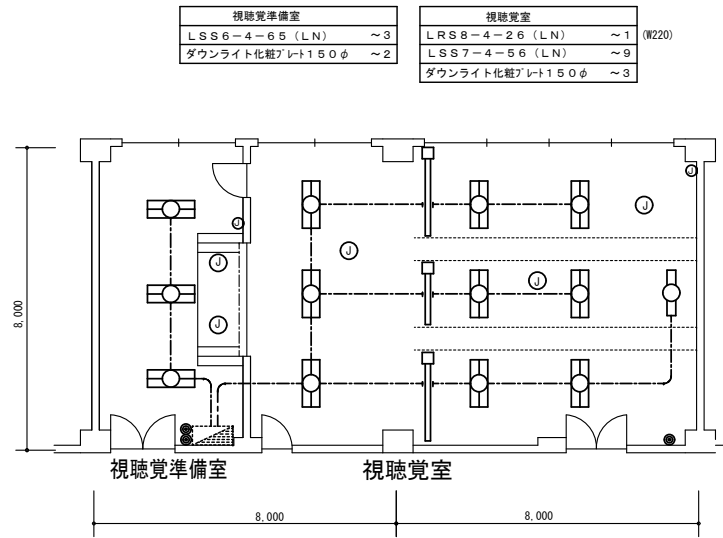 視聴覚準備室
LSS6-4-65 (LN) ～3
ダウンライト化粧プレート150φ ～2
視聴覚室
LRS8-4-26 (LN) ～1 (W220)
LSS7-4-56 (LN) ～9
ダウンライト化粧プレート150φ ～3
J
J
J
J
J
J
J
8,000
視聴覚準備室
視聴覚室
8,000
8,000